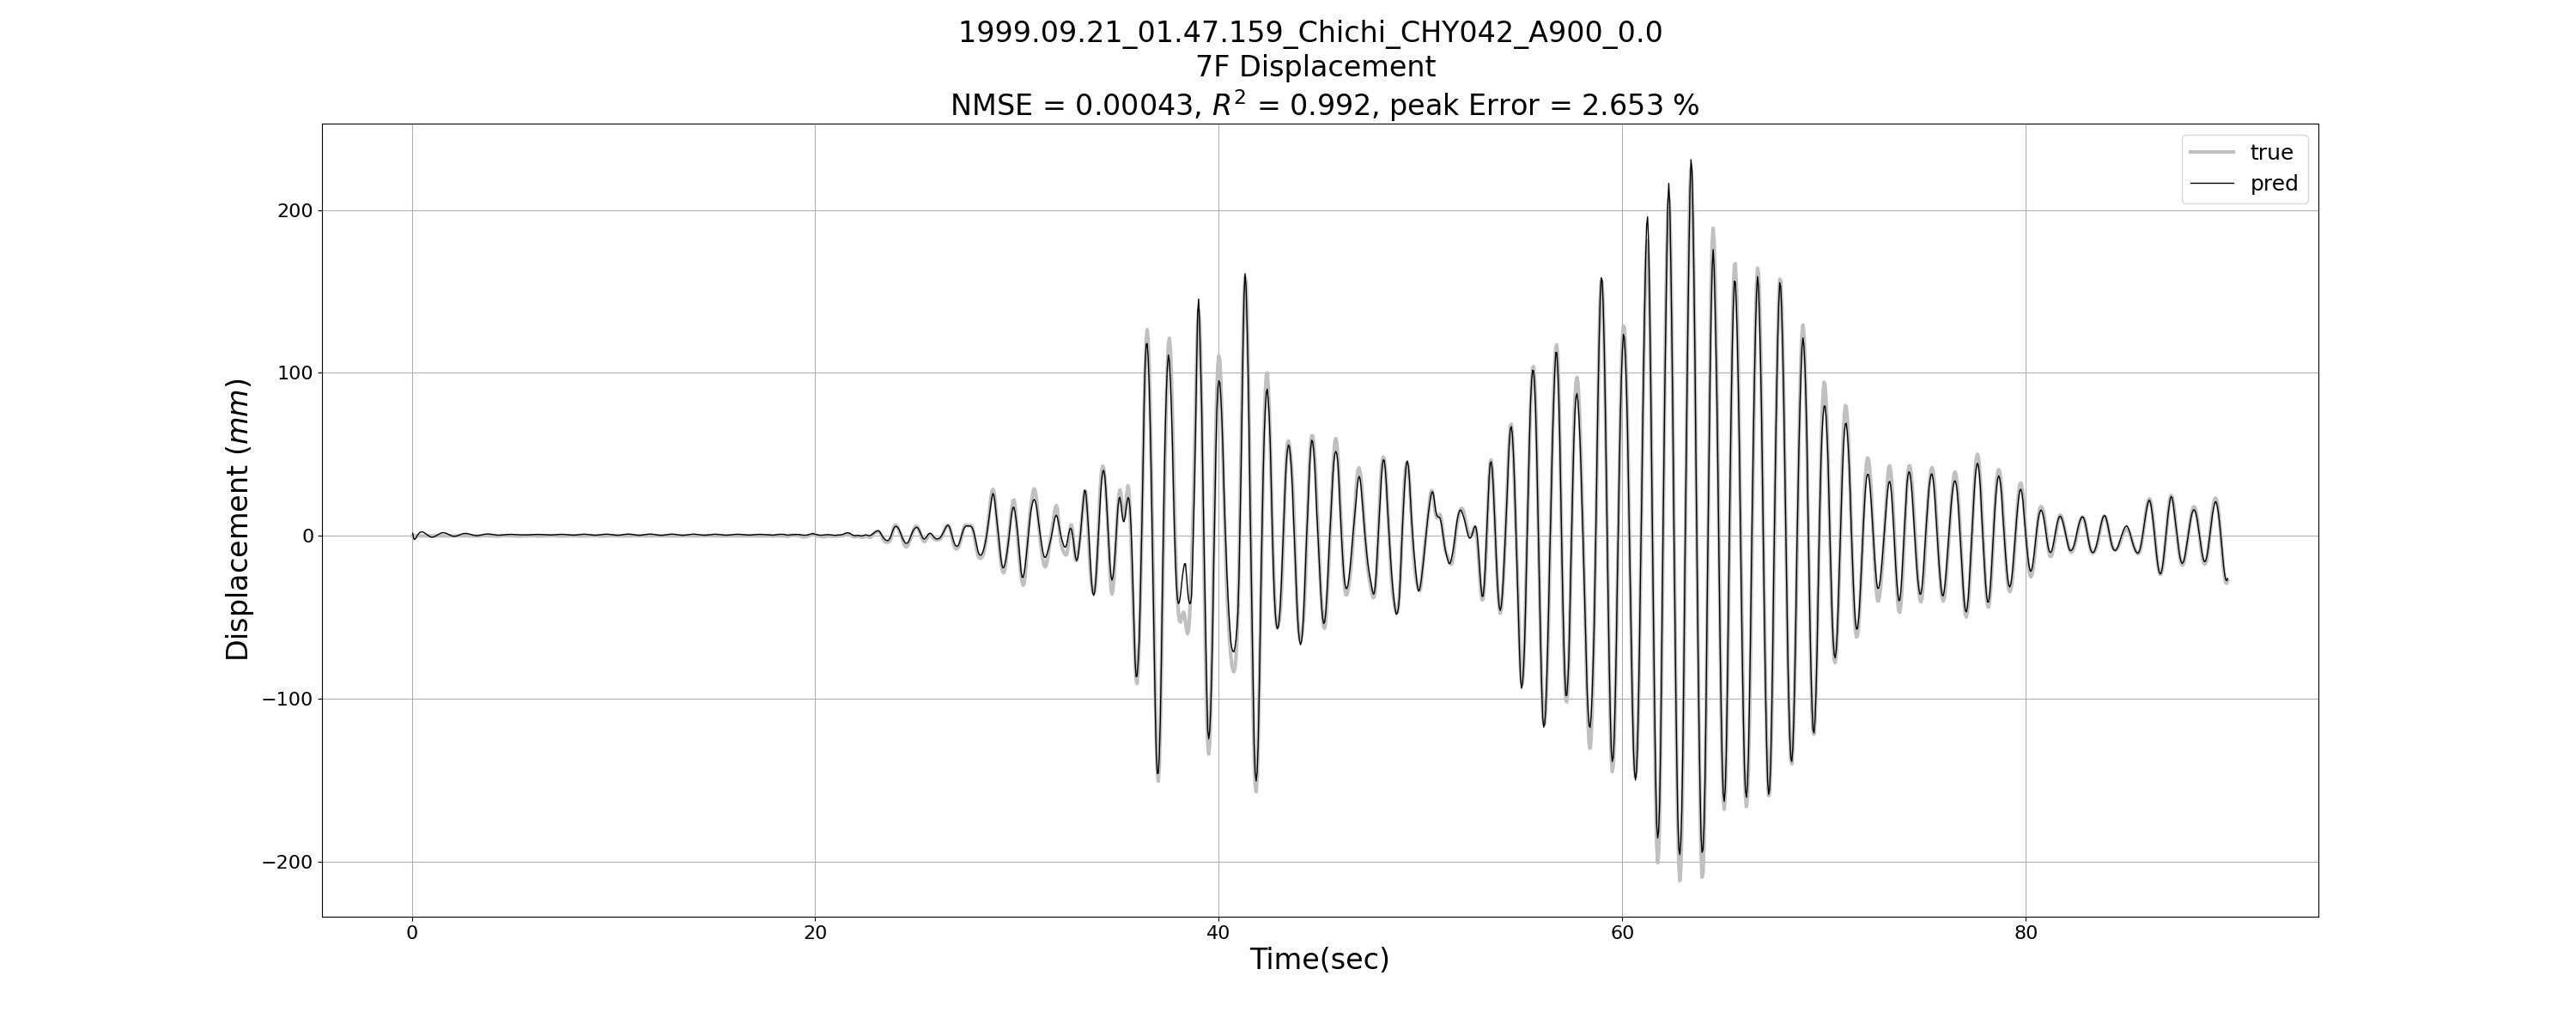 1999.09.21_01.47.159_Chichi_CHY042_A900_0.0
7F Displacement
NMSE = 0.00043, R² = 0.992, peak Error = 2.653 %
true
pred
200
100
0
−100
−200
Displacement (mm)
0 20 40 60 80
Time(sec)